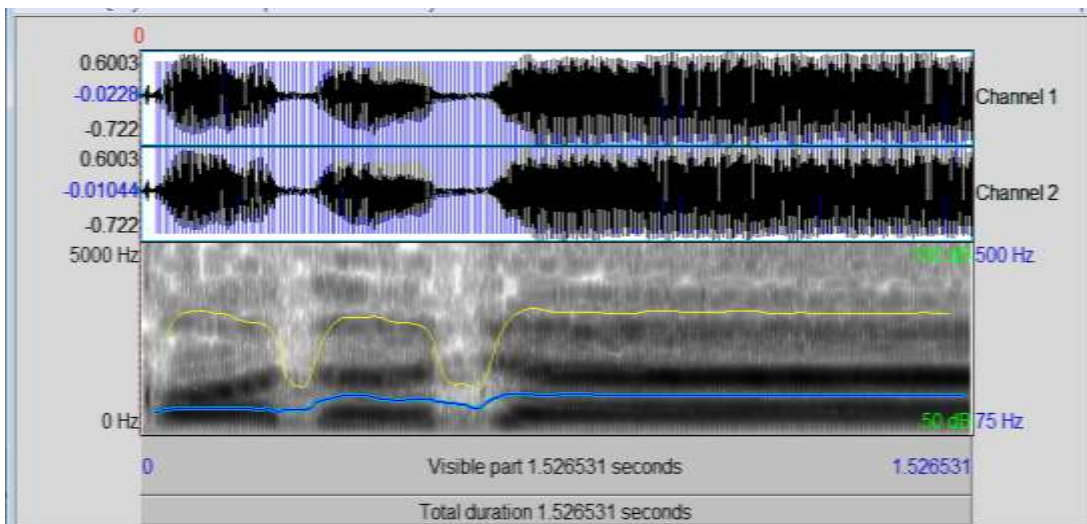 0
0.6003
-0.0228
-0.722
Channel 1
0.6003
-0.01044
-0.722
Channel 2
5000 Hz
500 Hz
0 Hz
50 dB
75 Hz
0
Visible part 1.526531 seconds
1.526531
Total duration 1.526531 seconds